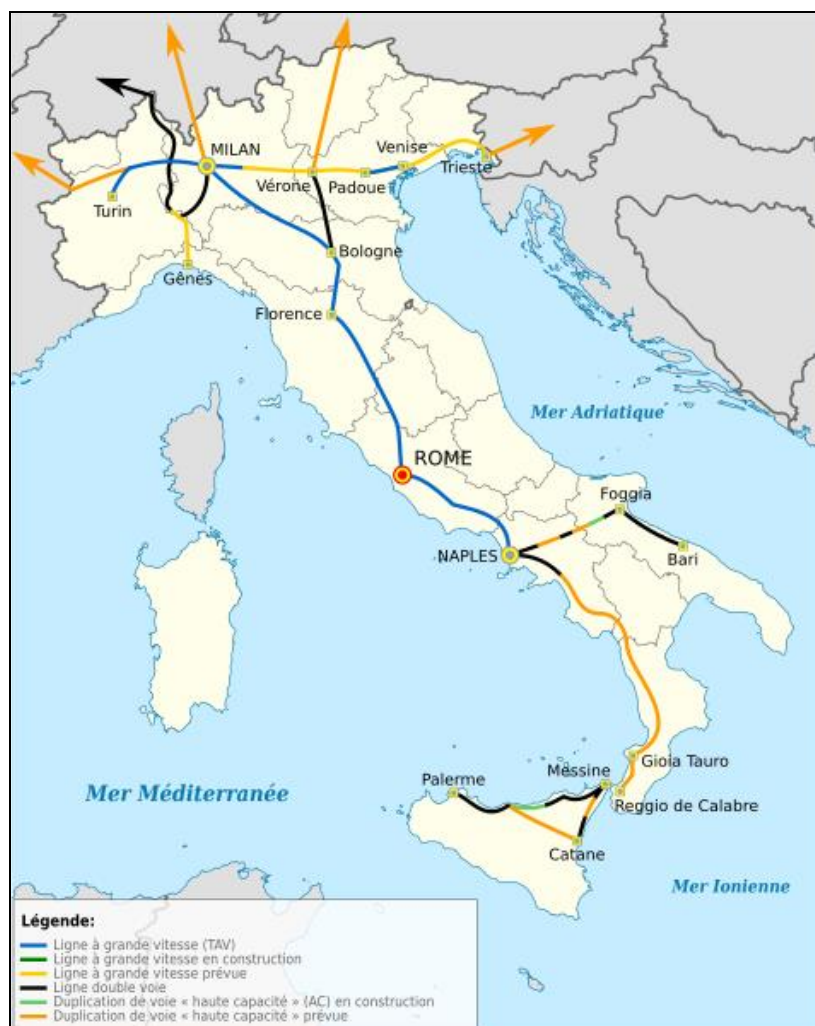 MILAN
Venise
Trieste
Vérone
Padoue
Turin
Bologne
Gênes
Florence
Mer Adriatique
ROME
Foggia
NAPLES
Bari
Gioia Tauro
Messine
Palerme
Mer Méditerranée
Reggio de Calabre
Catane
Mer Ionienne
Légende:
Ligne à grande vitesse (TAV)
Ligne à grande vitesse en construction
Ligne à grande vitesse prévue
Ligne double voie
Duplication de voie « haute capacité » (AC) en construction
Duplication de voie « haute capacité » prévue